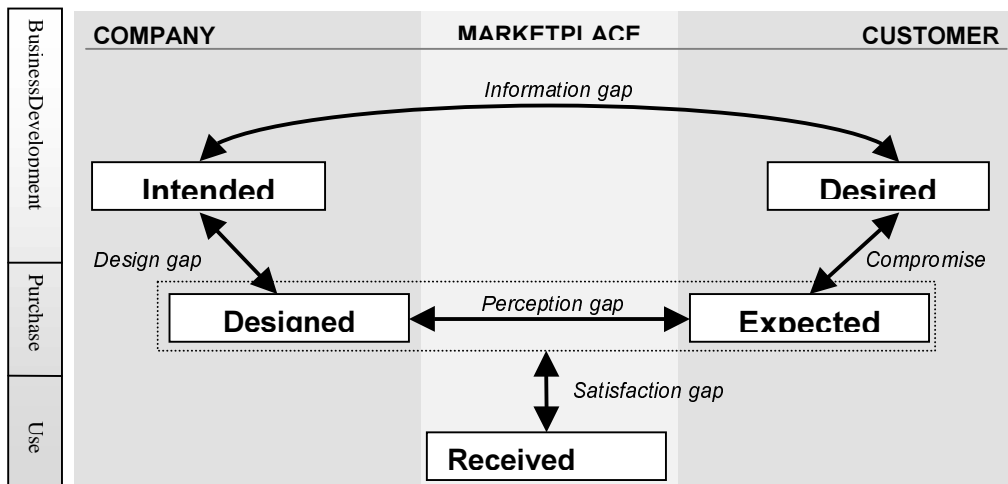 COMPANY
MARKETPLACE
CUSTOMER
BusinessDevelopment
Information gap
Intended
Desired
Design gap
Compromise
Purchase
Perception gap
Designed
Expected
Satisfaction gap
Use
Received